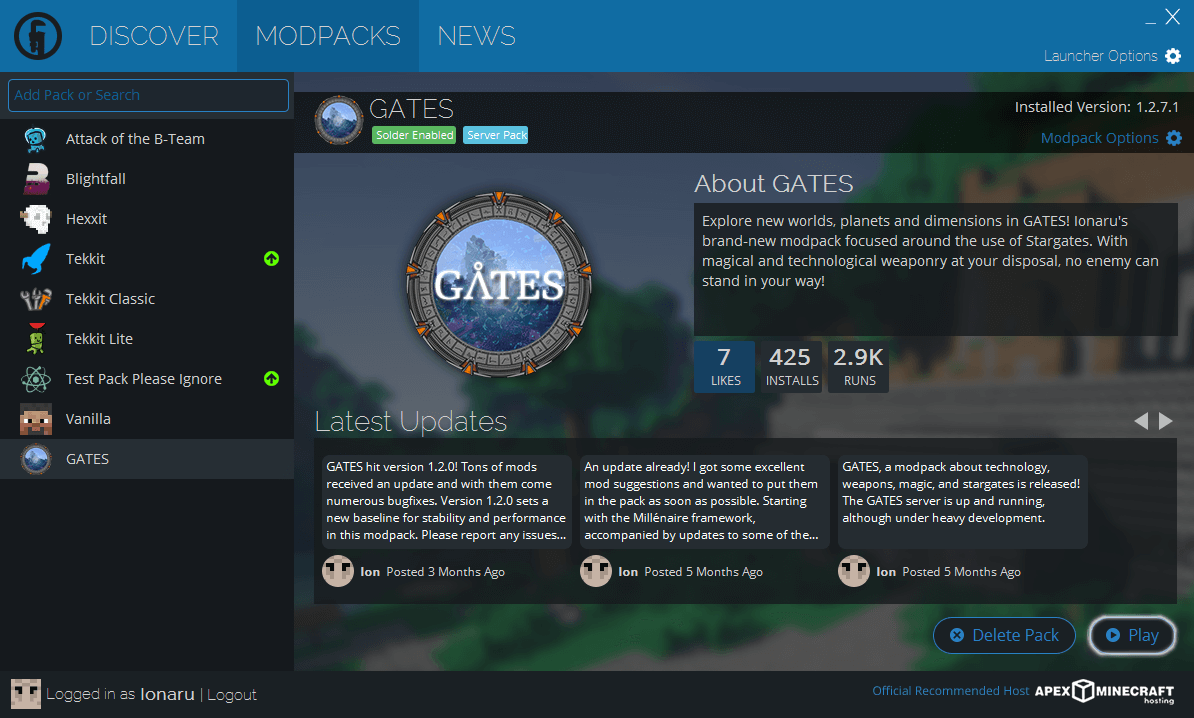 DISCOVER MODPACKS NEWS
Launcher Options
Add Pack or Search
Attack of the B-Team
Blightfall
Hexxit
Tekkit
Tekkit Classic
Tekkit Lite
Test Pack Please Ignore
Vanilla
GATES
GATES
Solder Enabled Server Pack
Installed Version: 1.2.7.1
Modpack Options
GÂTES
About GATES
Explore new worlds, planets and dimensions in GATES! Ionaru's
brand-new modpack focused around the use of Stargates. With
magical and technological weaponry at your disposal, no enemy can
stand in your way!
7 LIKES
425 INSTALLS
2.9K RUNS
Latest Updates
GATES hit version 1.2.0! Tons of mods
received an update and with them come
numerous bugfixes. Version 1.2.0 sets a
new baseline for stability and performance
in this modpack. Please report any issues...
Ion Posted 3 Months Ago
An update already! I got some excellent
mod suggestions and wanted to put them
in the pack as soon as possible. Starting
with the Millénaire framework,
accompanied by updates to some of the...
Ion Posted 5 Months Ago
GATES, a modpack about technology,
weapons, magic, and stargates is released!
The GATES server is up and running,
although under heavy development.
Ion Posted 5 Months Ago
Delete Pack
Play
Logged in as Ionaru | Logout
Official Recommended Host APEX MINECRAFT
hosting